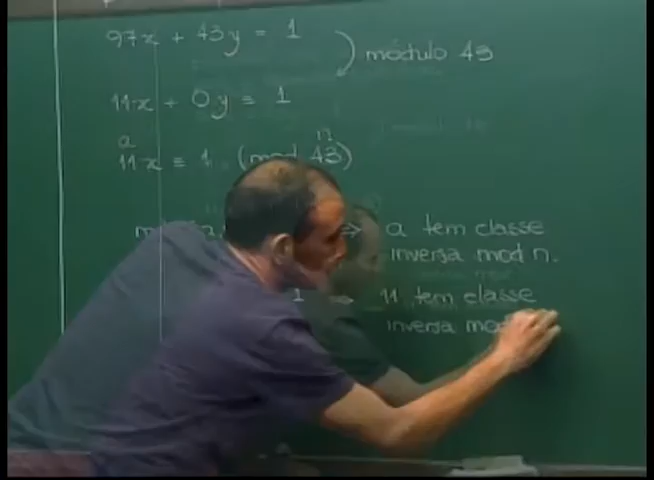 97x + 43y = 1
módulo 43
11x + 0y ≡ 1
a n
11x ≡ 1 (mod 43)
⇒ a tem classe
inversa mod n.
1 ⇒ 11 tem classe
inversa